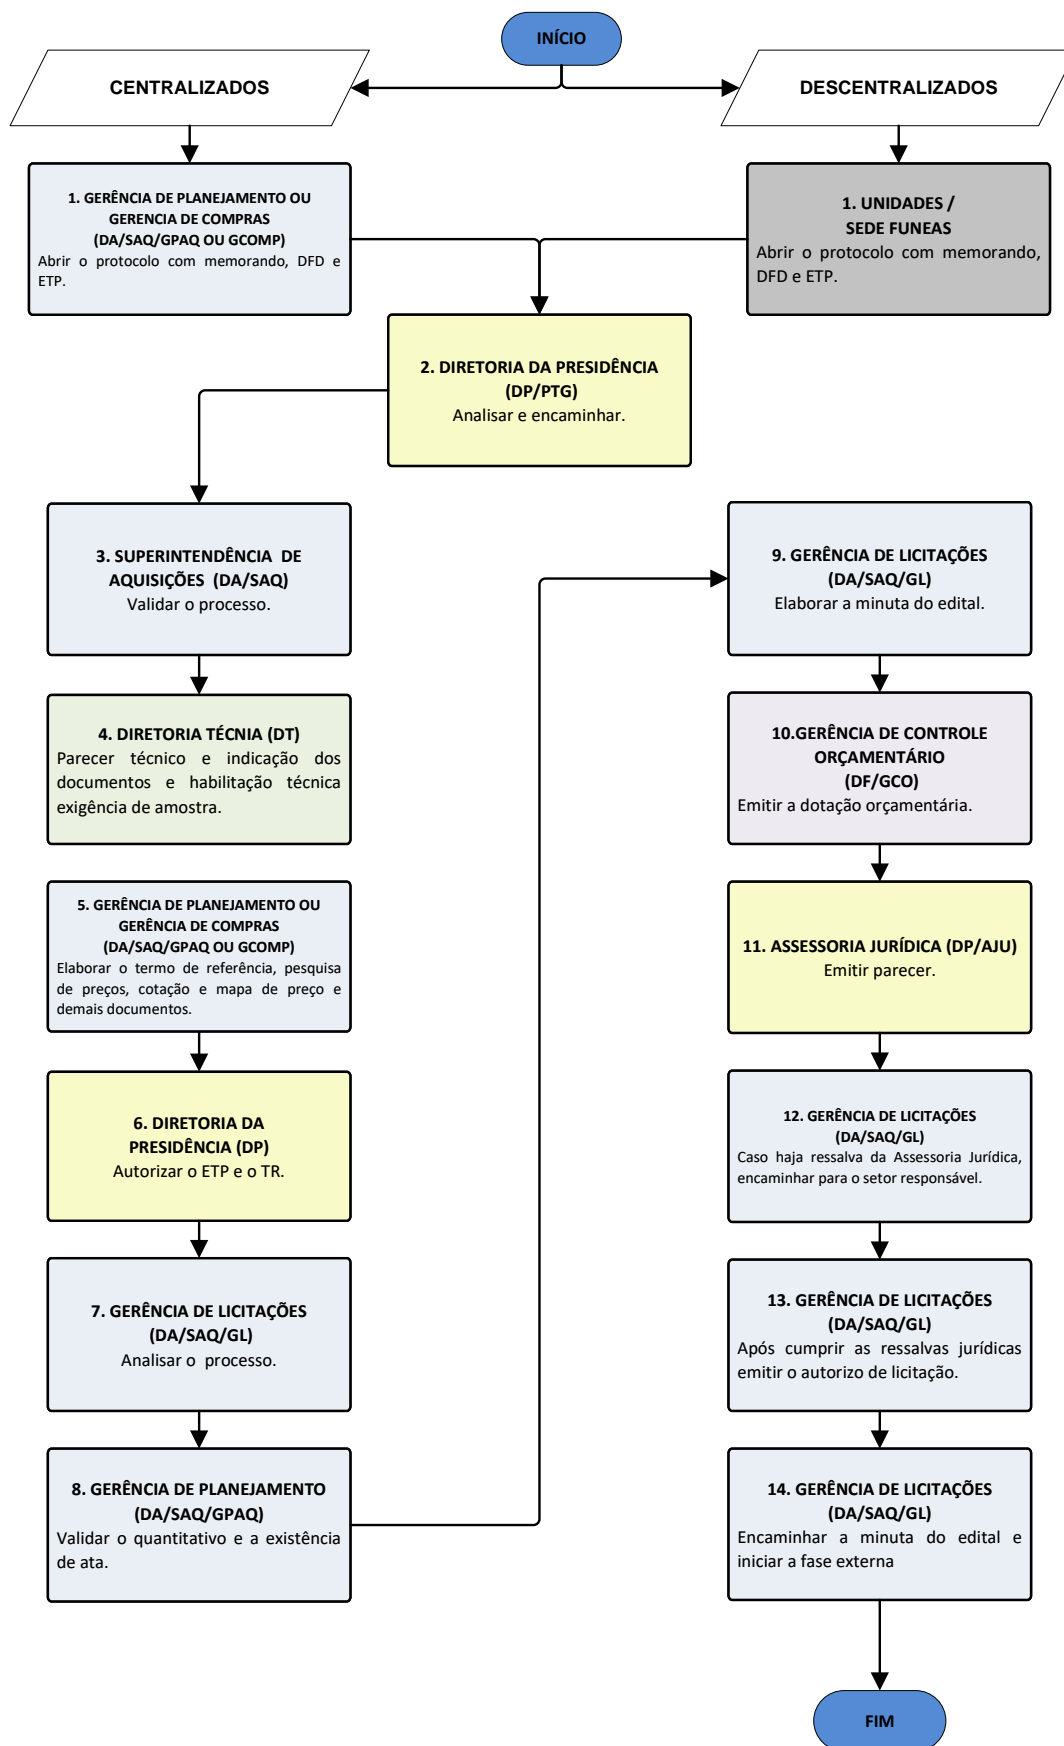 INÍCIO
CENTRALIZADOS
DESCENTRALIZADOS
1. GERÊNCIA DE PLANEJAMENTO OU
GERENCIA DE COMPRAS
(DA/SAQ/GPAQ OU GCOMP)
Abrir o protocolo com memorando, DFD e
ETP.
1. UNIDADES /
SEDE FUNEAS
Abrir o protocolo com memorando,
DFD e ETP.
2. DIRETORIA DA PRESIDÊNCIA
(DP/PTG)
Analisar e encaminhar.
3. SUPERINTENDÊNCIA DE
AQUISIÇÕES (DA/SAQ)
Validar o processo.
4. DIRETORIA TÉCNIA (DT)
Parecer técnico e indicação dos
documentos e habilitação técnica
exigência de amostra.
5. GERÊNCIA DE PLANEJAMENTO OU
GERÊNCIA DE COMPRAS
(DA/SAQ/GPAQ OU GCOMP)
Elaborar o termo de referência, pesquisa
de preços, cotação e mapa de preço e
demais documentos.
6. DIRETORIA DA
PRESIDÊNCIA (DP)
Autorizar o ETP e o TR.
7. GERÊNCIA DE LICITAÇÕES
(DA/SAQ/GL)
Analisar o processo.
8. GERÊNCIA DE PLANEJAMENTO
(DA/SAQ/GPAQ)
Validar o quantitativo e a existência
de ata.
9. GERÊNCIA DE LICITAÇÕES
(DA/SAQ/GL)
Elaborar a minuta do edital.
10.GERÊNCIA DE CONTROLE
ORÇAMENTÁRIO
(DF/GCO)
Emitir a dotação orçamentária.
11. ASSESSORIA JURÍDICA (DP/AJU)
Emitir parecer.
12. GERÊNCIA DE LICITAÇÕES
(DA/SAQ/GL)
Caso haja ressalva da Assessoria Jurídica,
encaminhar para o setor responsável.
13. GERÊNCIA DE LICITAÇÕES
(DA/SAQ/GL)
Após cumprir as ressalvas jurídicas
emitir o autorizo de licitação.
14. GERÊNCIA DE LICITAÇÕES
(DA/SAQ/GL)
Encaminhar a minuta do edital e
iniciar a fase externa
FIM